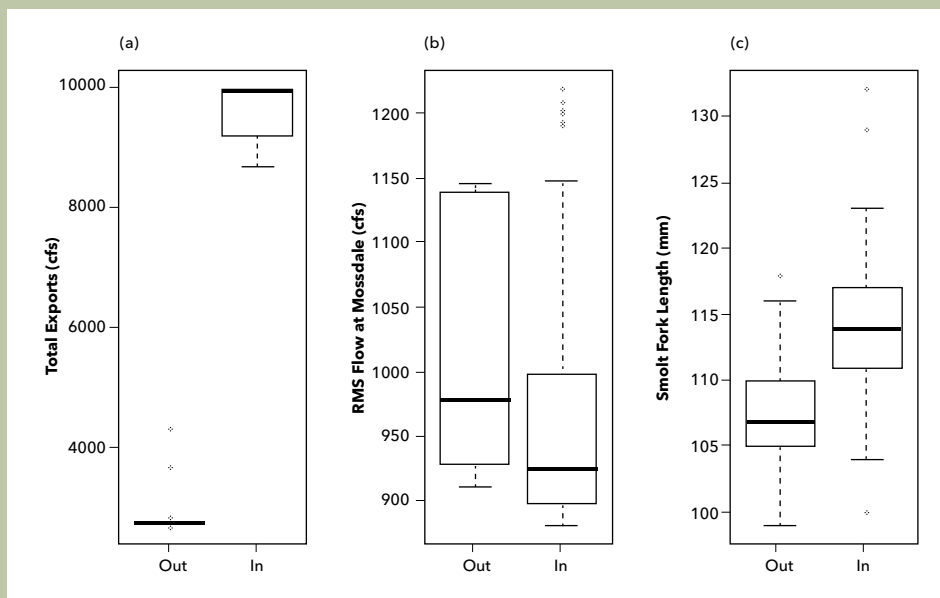 (a)
Total Exports (cfs)
10000
8000
6000
4000
Out In
(b)
RMS Flow at Mossdale (cfs)
1200
1150
1100
1050
1000
950
900
Out In
(c)
Smolt Fork Length (mm)
130
125
120
115
110
105
100
Out In